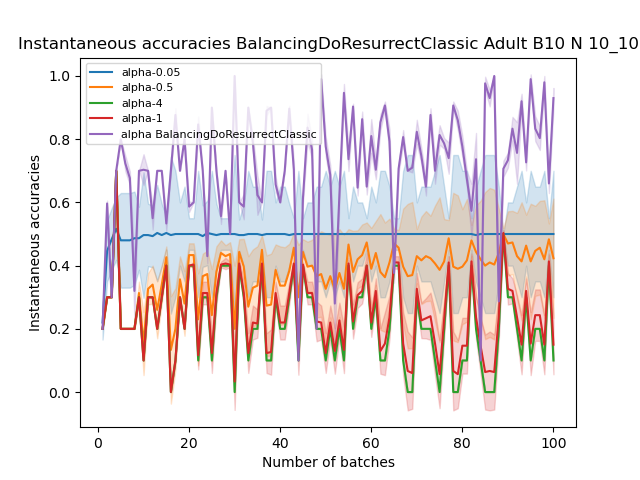 Instantaneous accuracies BalancingDoResurrectClassic Adult B10 N 10_10
1.0
0.8
0.6
0.4
0.2
0.0
Instantaneous accuracies
alpha-0.05
alpha-0.5
alpha-4
alpha-1
alpha BalancingDoResurrectClassic
0 20 40 60 80 100
Number of batches